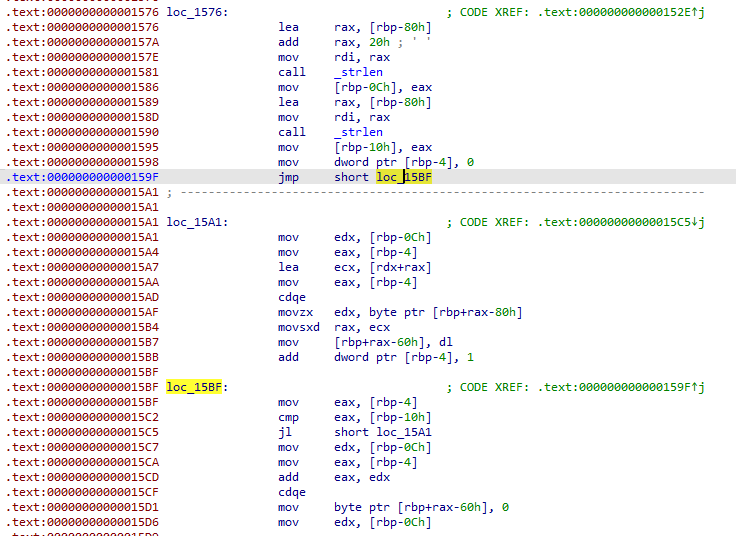 .text:0000000000001576 loc_1576: ; CODE XREF: .text:000000000000152E↑j
.text:0000000000001576 lea rax, [rbp-80h]
.text:000000000000157A add rax, 20h ; ' '
.text:000000000000157E mov rdi, rax
.text:0000000000001581 call _strlen
.text:0000000000001586 mov [rbp-0Ch], eax
.text:0000000000001589 lea rax, [rbp-80h]
.text:000000000000158D mov rdi, rax
.text:0000000000001590 call _strlen
.text:0000000000001595 mov [rbp-10h], eax
.text:0000000000001598 mov dword ptr [rbp-4], 0
.text:000000000000159F jmp short loc_15BF
.text:00000000000015A1 ; ---------------------------------------------------------------------------
.text:00000000000015A1
.text:00000000000015A1 loc_15A1: ; CODE XREF: .text:00000000000015C5↓j
.text:00000000000015A1 mov edx, [rbp-0Ch]
.text:00000000000015A4 mov eax, [rbp-4]
.text:00000000000015A7 lea ecx, [rdx+rax]
.text:00000000000015AA mov eax, [rbp-4]
.text:00000000000015AD cdqe
.text:00000000000015AF movzx edx, byte ptr [rbp+rax-80h]
.text:00000000000015B4 movsxd rax, ecx
.text:00000000000015B7 mov [rbp+rax-60h], dl
.text:00000000000015BB add dword ptr [rbp-4], 1
.text:00000000000015BF
.text:00000000000015BF loc_15BF: ; CODE XREF: .text:000000000000159F↑j
.text:00000000000015BF mov eax, [rbp-4]
.text:00000000000015C2 cmp eax, [rbp-10h]
.text:00000000000015C5 jl short loc_15A1
.text:00000000000015C7 mov edx, [rbp-0Ch]
.text:00000000000015CA mov eax, [rbp-4]
.text:00000000000015CD add eax, edx
.text:00000000000015CF cdqe
.text:00000000000015D1 mov byte ptr [rbp+rax-60h], 0
.text:00000000000015D6 mov edx, [rbp-0Ch]